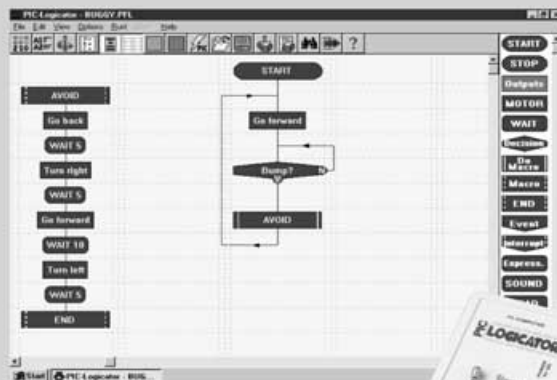 PIC-Logicator - BUGGY.PFL
File Edit View Options Run Help
AVOID
Go back
WAIT 5
Turn right
WAIT 5
Go forward
WAIT 10
Turn left
WAIT 5
END
START
Go forward
Bump?
N
Y
AVOID
START
STOP
Outputs
MOTOR
WAIT
Decision
Do Macro
Macro
END
Event
Interrupt
Express.
SOUND
PIC LOGICATOR
Start
PIC-Logicator - BUG...